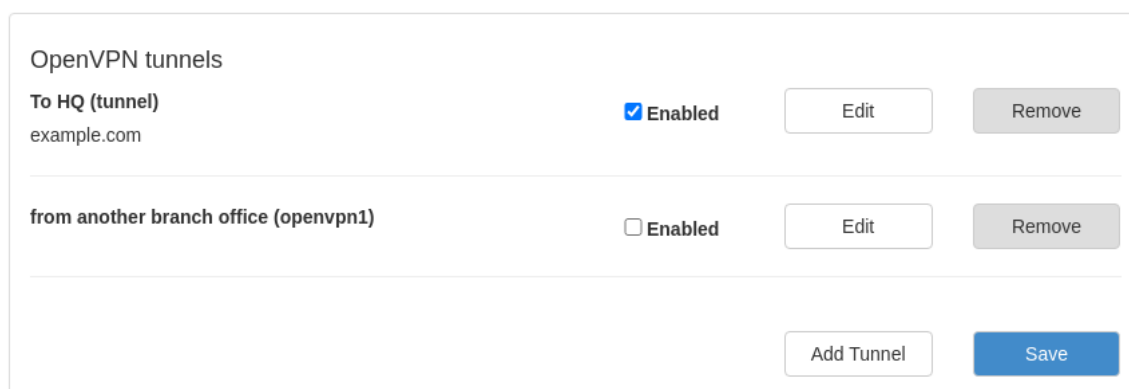 OpenVPN tunnels
To HQ (tunnel)
example.com
Enabled
Edit
Remove
from another branch office (openvpn1)
Enabled
Edit
Remove
Add Tunnel
Save